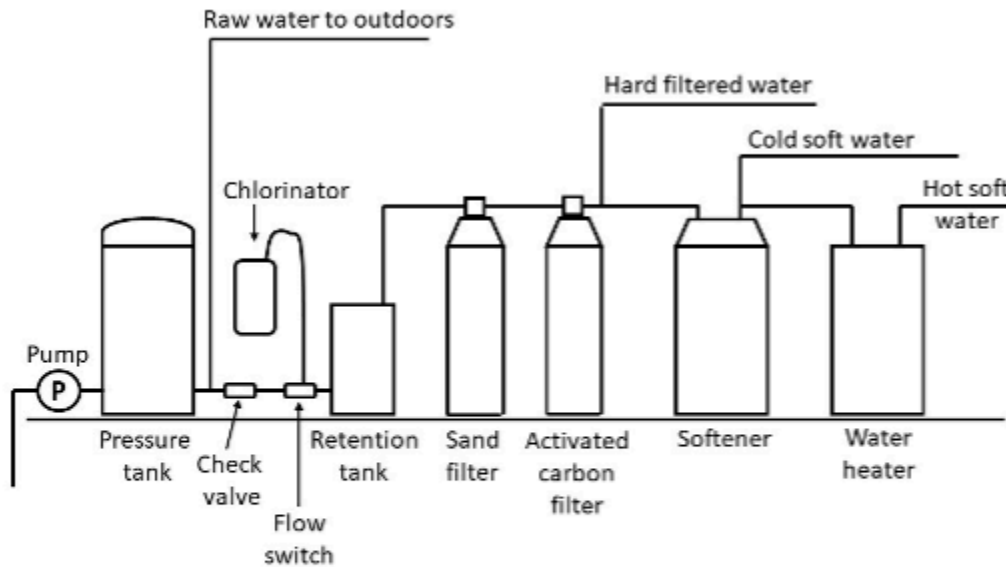 Raw water to outdoors
Hard filtered water
Cold soft water
Hot soft
water
Chlorinator
Pump
P
Pressure
tank
Check
valve
Flow
switch
Retention
tank
Sand
filter
Activated
carbon
filter
Softener
Water
heater